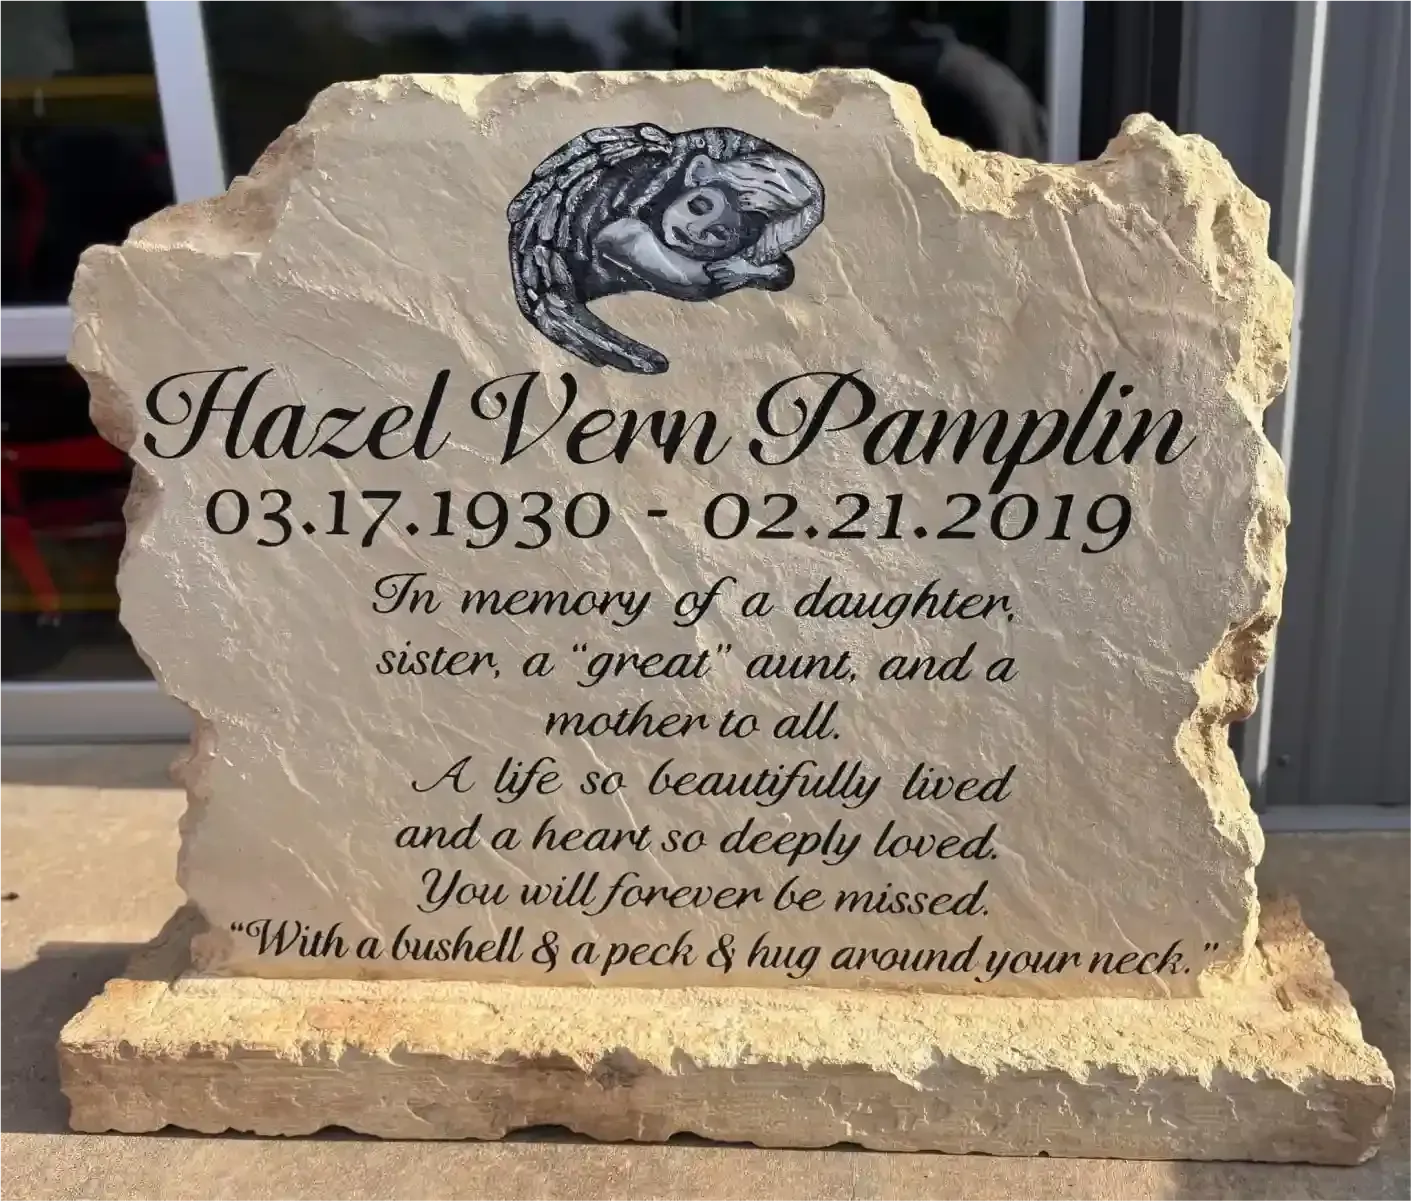 Hazel Vern Pamplin
03.17.1930 - 02.21.2019
In memory of a daughter,
sister, a “great” aunt, and a
mother to all.
A life so beautifully lived
and a heart so deeply loved.
You will forever be missed.
“With a bushell & a peck & hug around your neck.”